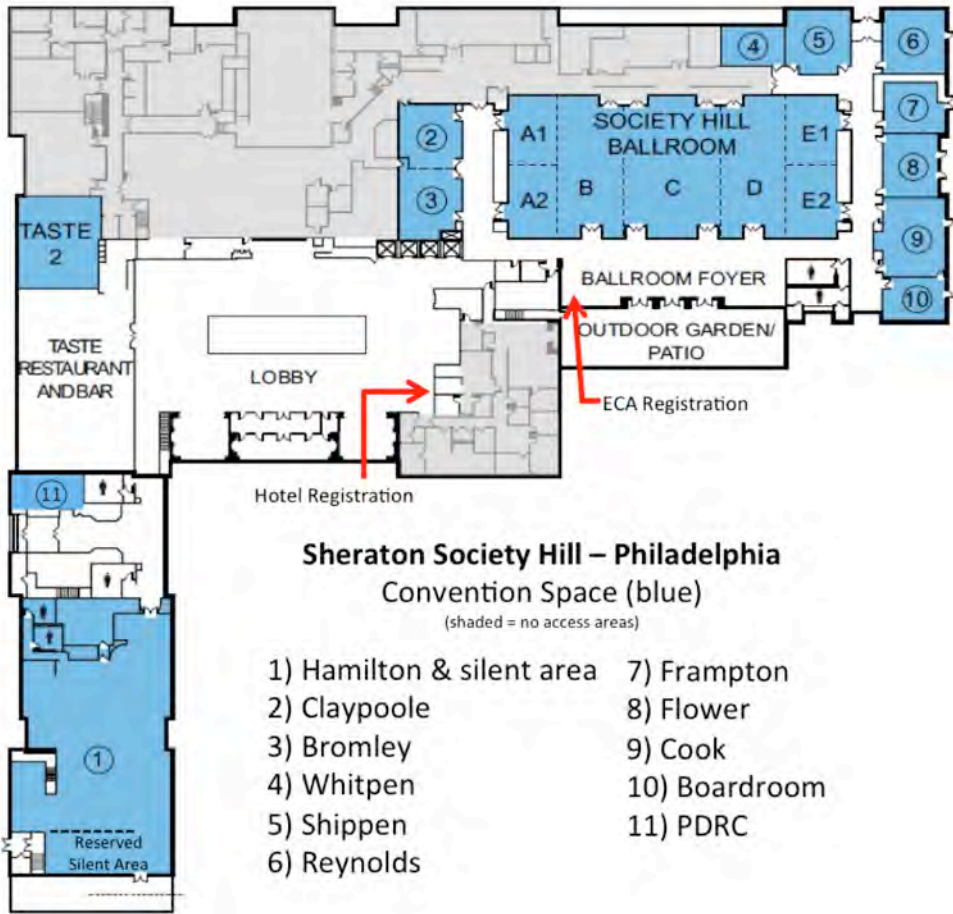 ④
⑤
⑥
⑦
②
A1
SOCIETY HILL
BALLROOM
E1
⑧
③
A2
B
C
D
E2
⑨
TASTE
2
BALLROOM FOYER
⑩
OUTDOOR GARDEN/
PATIO
TASTE
RESTAURANT
AND BAR
LOBBY
ECA Registration
Hotel Registration
⑪
Sheraton Society Hill – Philadelphia
Convention Space (blue)
(shaded = no access areas)
1) Hamilton & silent area
2) Claypoole
3) Bromley
4) Whitpen
5) Shippen
6) Reynolds
7) Frampton
8) Flower
9) Cook
10) Boardroom
11) PDRC
①
Reserved
Silent Area